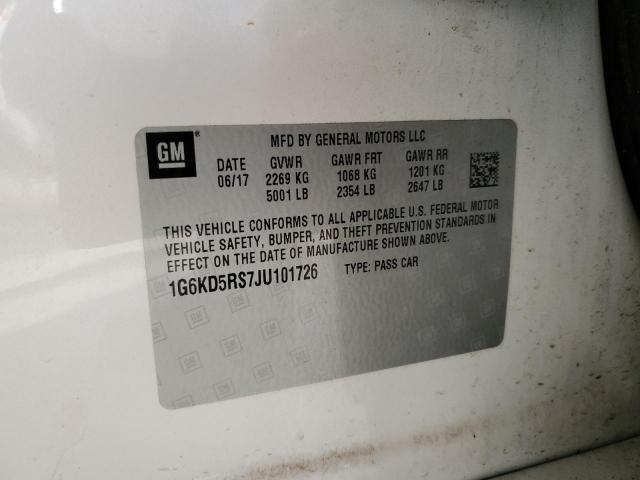 GM ®
MFD BY GENERAL MOTORS LLC
DATE GVWR GAWR FRT GAWR RR
06/17 2269 KG 1068 KG 1201 KG
5001 LB 2354 LB 2647 LB
THIS VEHICLE CONFORMS TO ALL APPLICABLE U.S. FEDERAL MOTOR
VEHICLE SAFETY, BUMPER, AND THEFT PREVENTION STANDARDS IN
EFFECT ON THE DATE OF MANUFACTURE SHOWN ABOVE.
1G6KD5RS7JU101726 TYPE: PASS CAR